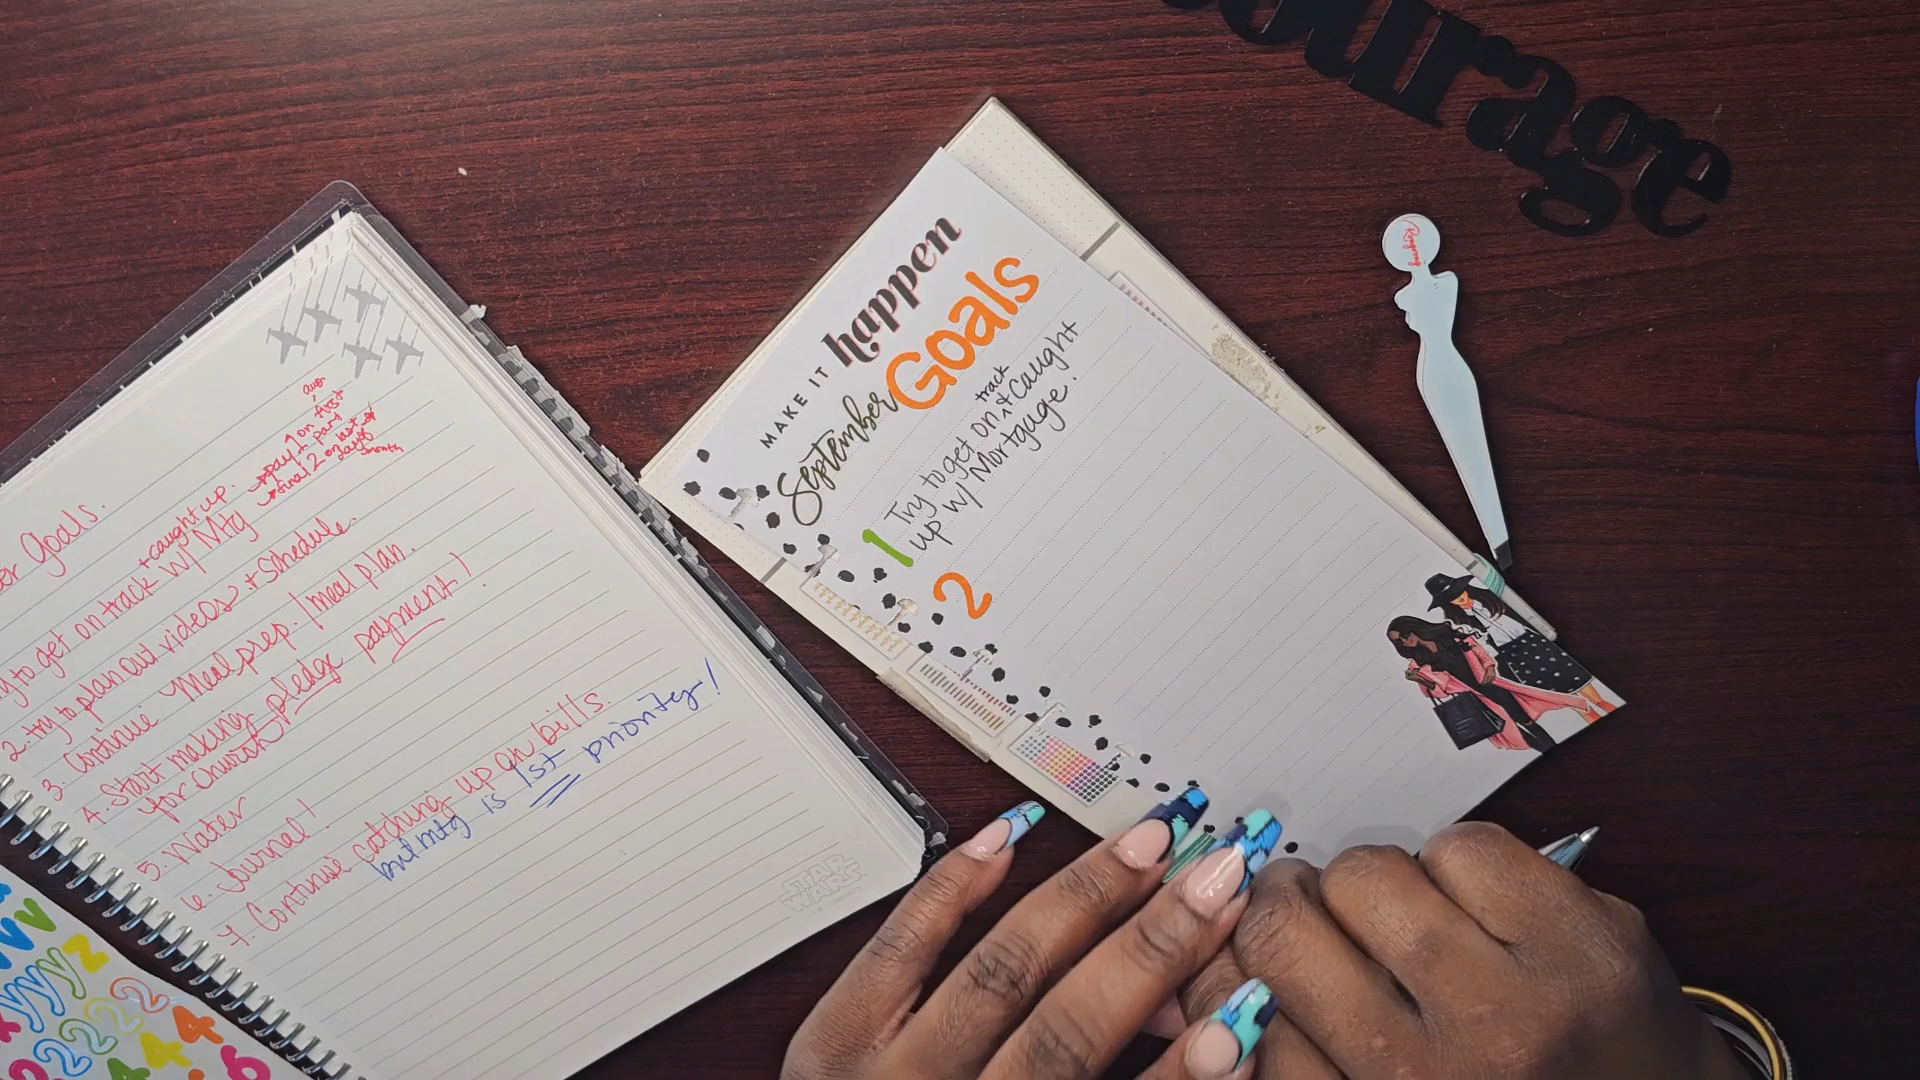 er Goals.
y to get on track + caught up.
w/ Mtg
→ pay 1 on first
part
→ final 2 on last
days of
month
2. try to plan out videos + Schedule.
3. Continue Meal prep. /meal plan.
4. Start making pledge payment!
for Church
5. Water
6. Journal!
7. Continue catching up on bills.
but mtg is 1st priority!
STAR
WARS
MAKE IT happen
September Goals
1 Try to get on track & caught
up w/ Mortgage.
2
ourage